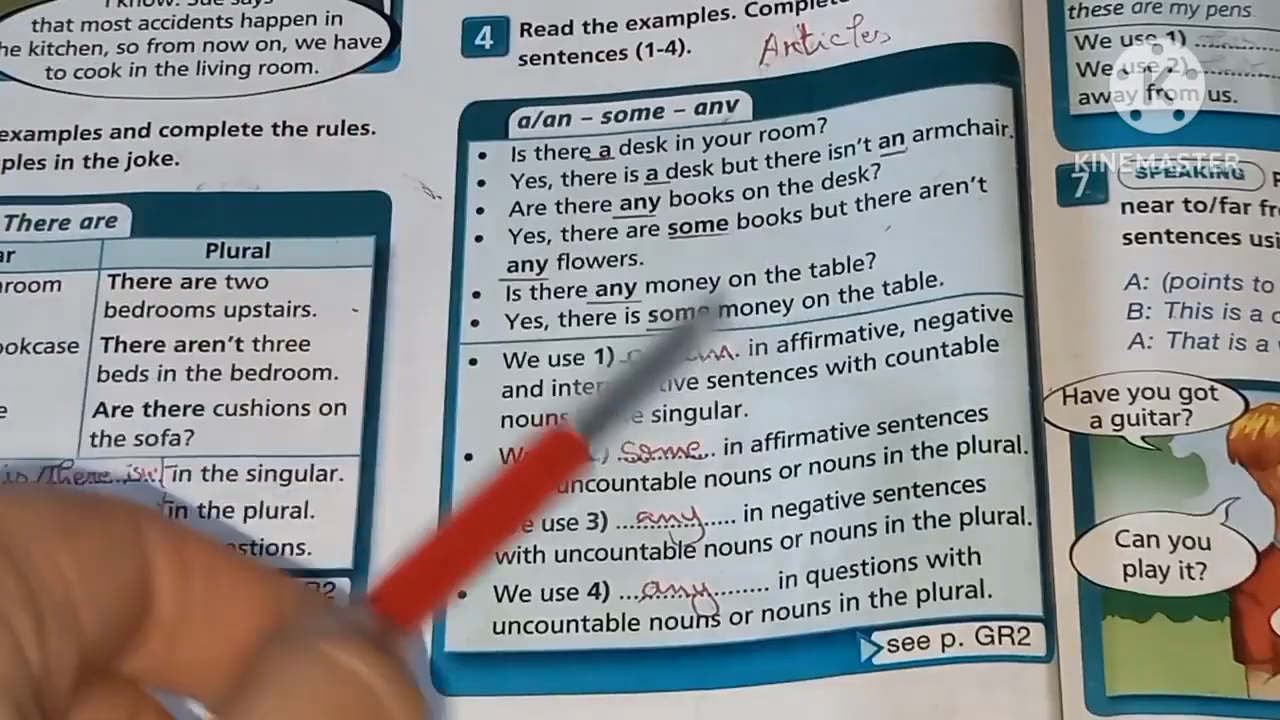 that most accidents happen in
he kitchen, so from now on, we have
to cook in the living room.
examples and complete the rules.
ples in the joke.
There are
Plural
room
There are two
bedrooms upstairs.
ookcase
There aren't three
beds in the bedroom.
Are there cushions on
the sofa?
is/There isn't in the singular.
in the plural.
stions.
4 Read the examples. Complete
sentences (1-4).
Articles
a/an – some – any
• Is there a desk in your room?
• Yes, there is a desk but there isn't an armchair.
• Are there any books on the desk?
• Yes, there are some books but there aren't
any flowers.
• Is there any money on the table?
• Yes, there is some money on the table.
• We use 1) in affirmative, negative
and sentences with countable
singular.
• some in affirmative sentences
uncountable nouns or nouns in the plural.
use 3) any in negative sentences
with uncountable nouns or nouns in the plural.
• We use 4) any in questions with
uncountable nouns or nouns in the plural.
see p. GR2
these are my pens
We use 1)
We use 2)
away from us.
KINEMASTER
7 SPEAKING
near to/far
sentences
A: (points to
B: This is a
A: That is a
Have you got
a guitar?
Can you
play it?